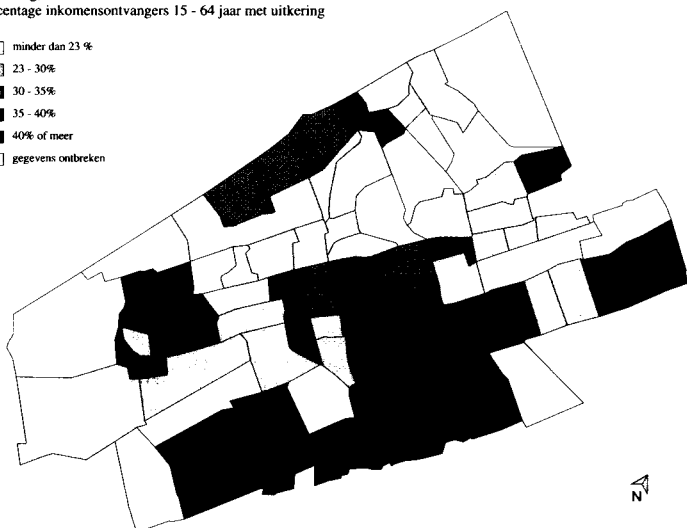 centage inkomensontvangers 15 - 64 jaar met uitkering
minder dan 23 %
23 - 30%
30 - 35%
35 - 40%
40% of meer
gegevens ontbreken
N